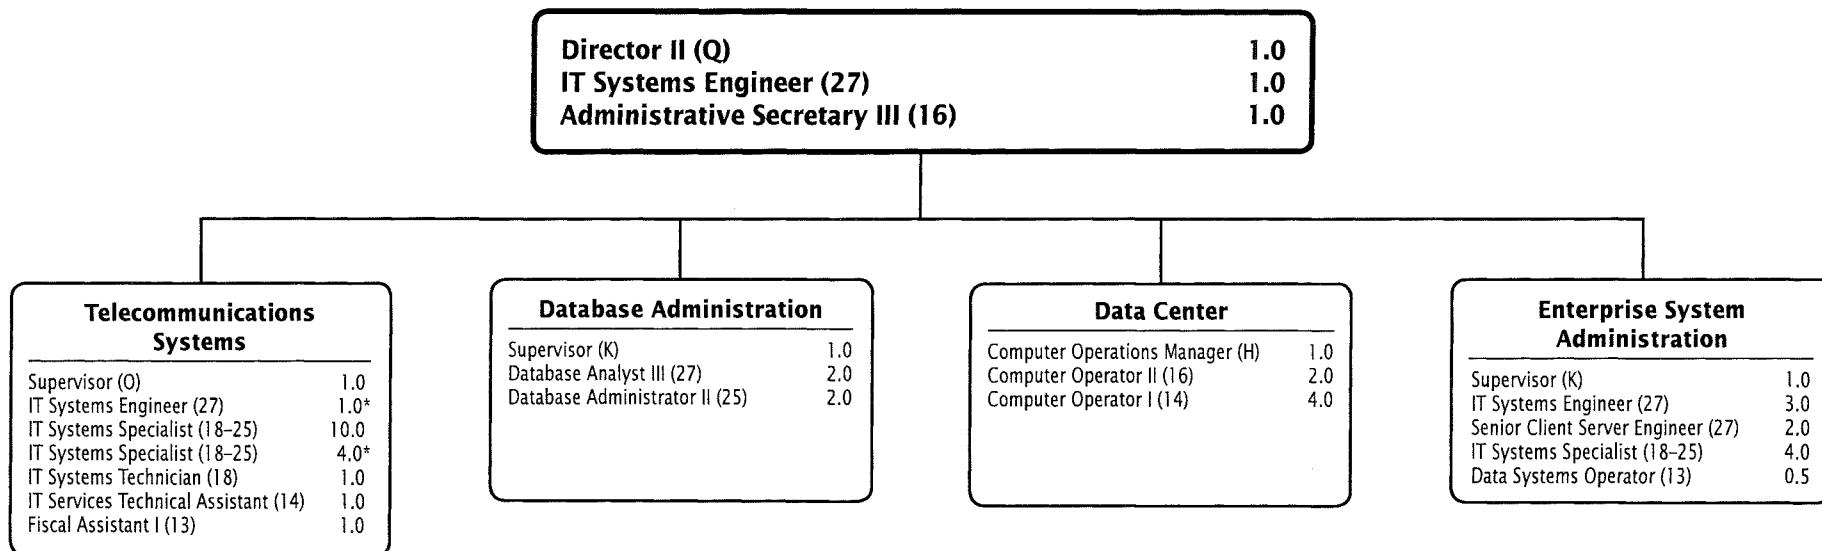 Director II (Q) 1.0
IT Systems Engineer (27) 1.0
Administrative Secretary III (16) 1.0
Telecommunications
Systems
Supervisor (O) 1.0
IT Systems Engineer (27) 1.0*
IT Systems Specialist (18–25) 10.0
IT Systems Specialist (18–25) 4.0*
IT Systems Technician (18) 1.0
IT Services Technical Assistant (14) 1.0
Fiscal Assistant I (13) 1.0
Database Administration
Supervisor (K) 1.0
Database Analyst III (27) 2.0
Database Administrator II (25) 2.0
Data Center
Computer Operations Manager (H) 1.0
Computer Operator II (16) 2.0
Computer Operator I (14) 4.0
Enterprise System
Administration
Supervisor (K) 1.0
IT Systems Engineer (27) 3.0
Senior Client Server Engineer (27) 2.0
IT Systems Specialist (18–25) 4.0
Data Systems Operator (13) 0.5